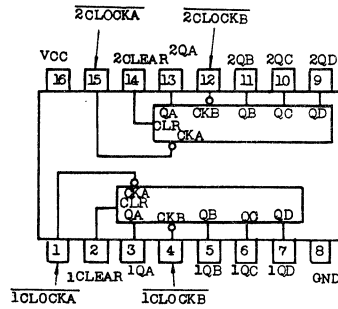 2CLOCKA 2CLOCKB
VCC 2CLEAR 2QA 2QB 2QC 2QD
16 15 14 13 12 11 10 9
QA CKB QB QC QD
CLR
CKA
CKA
CLR
QA CKB QB QC QD
1 2 3 4 5 6 7 8
1CLEAR 1QA 1QB 1QC 1QD GND
1CLOCKA 1CLOCKB